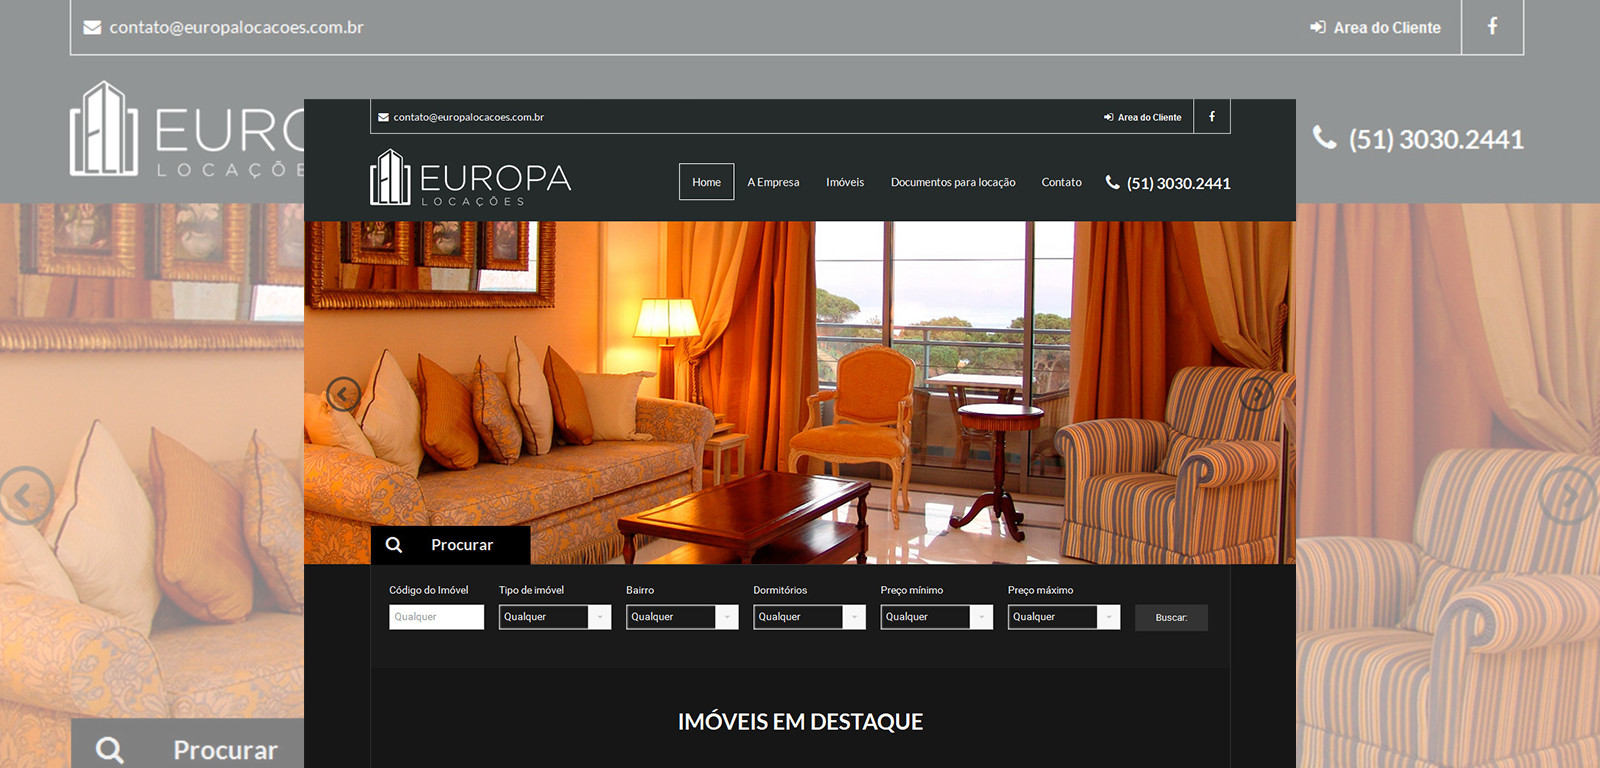 contato@europalocacoes.com.br
Area do Cliente
EURO
LOCAÇÕE
(51) 3030.2441
contato@europalocacoes.com.br
Area do Cliente
EUROPA
LOCAÇÕES
Home
A Empresa
Imóveis
Documentos para locação
Contato
(51) 3030.2441
Procurar
Código do Imóvel
Tipo de imóvel
Bairro
Dormitórios
Preço mínimo
Preço máximo
Qualquer
Qualquer
Qualquer
Qualquer
Qualquer
Qualquer
Buscar:
IMÓVEIS EM DESTAQUE
Procurar